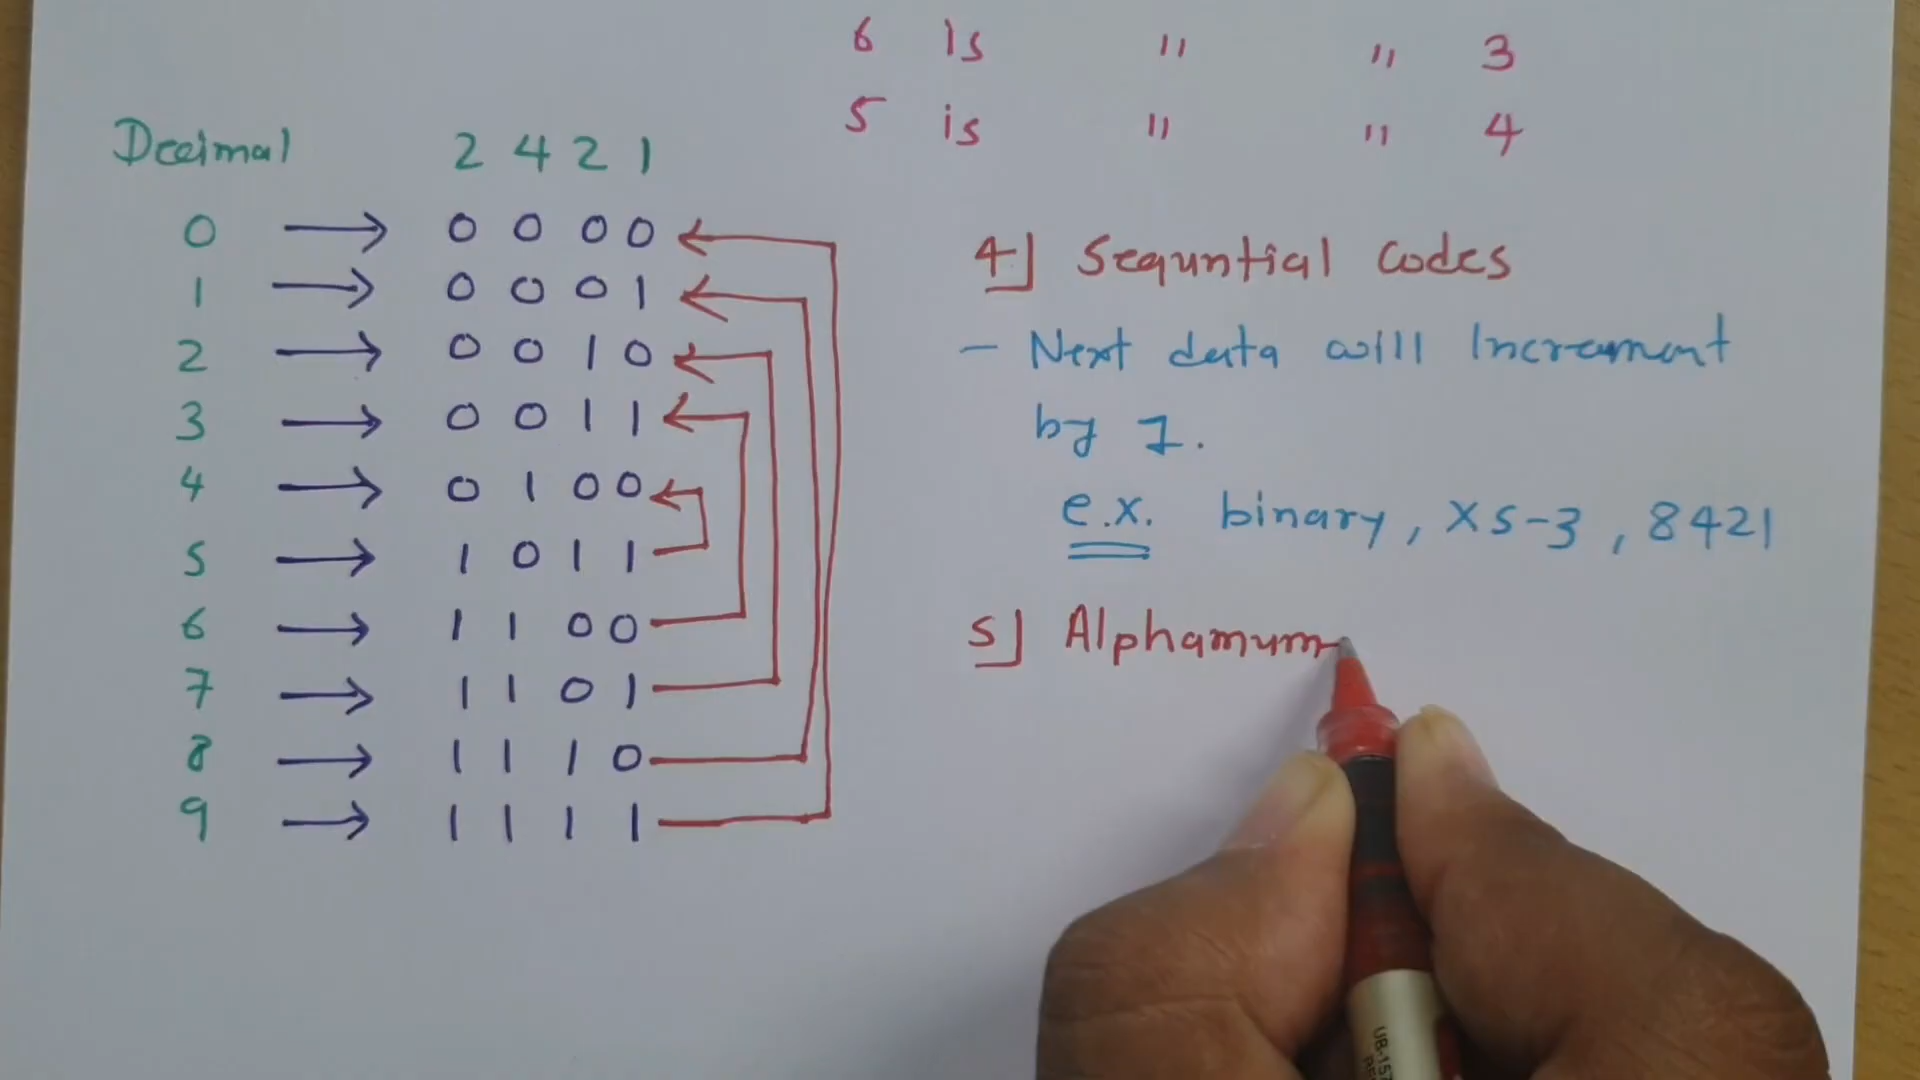 6 is " " 3
5 is " " 4
Decimal 2 4 2 1
0 → 0 0 0 0
1 → 0 0 0 1
2 → 0 0 1 0
3 → 0 0 1 1
4 → 0 1 0 0
5 → 1 0 1 1
6 → 1 1 0 0
7 → 1 1 0 1
8 → 1 1 1 0
9 → 1 1 1 1
4] Sequntial Codes
- Next data will Increament
by 1.
e.x. binary, XS-3, 8421
5] Alphanum